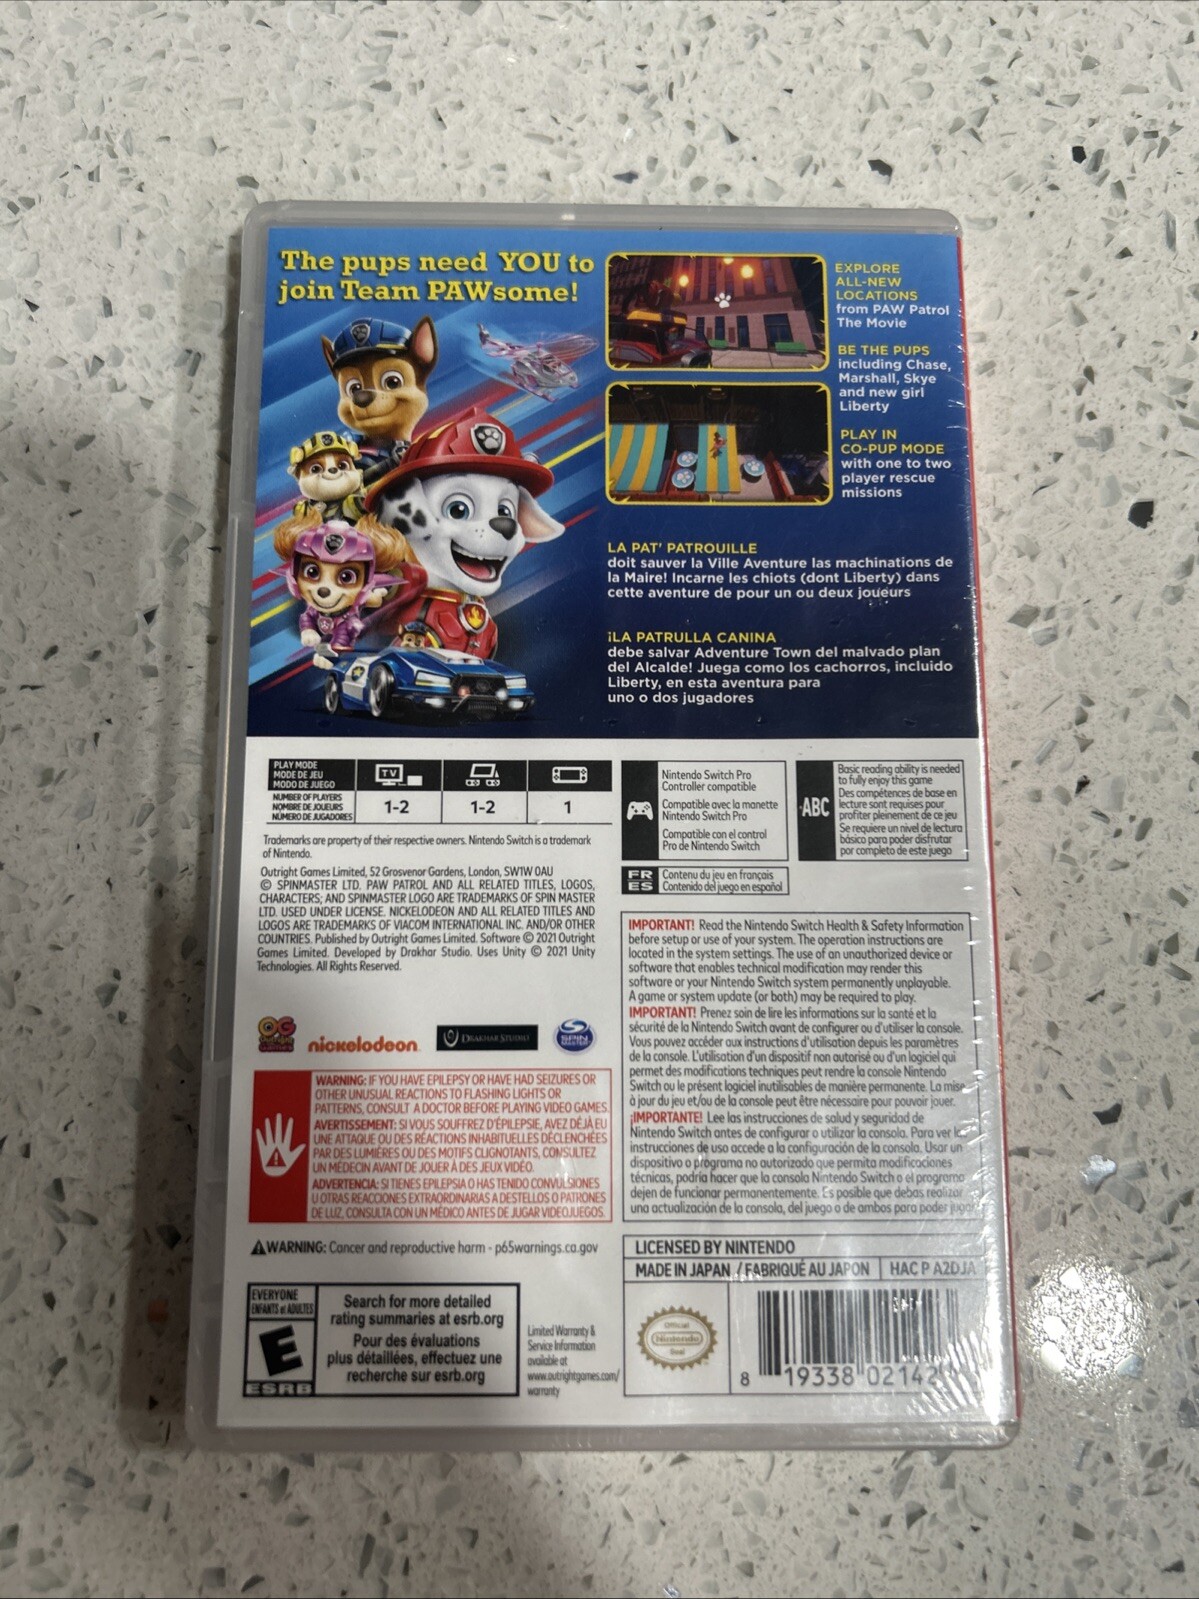 The pups need YOU to
join Team PAWsome!
EXPLORE
ALL-NEW
LOCATIONS
from PAW Patrol
The Movie
BE THE PUPS
including Chase,
Marshall, Skye
and new girl
Liberty
PLAY IN
CO-PUP MODE
with one to two
player rescue
missions
LA PAT' PATROUILLE
doit sauver la Ville Aventure las machinations de
la Maire! Incarne les chiots (dont Liberty) dans
cette aventure de pour un ou deux joueurs
¡LA PATRULLA CANINA
debe salvar Adventure Town del malvado plan
del Alcalde! Juega como los cachorros, incluido
Liberty, en esta aventura para
uno o dos jugadores
PLAY MODE
MODE DE JEU
MODO DE JUEGO
TV
NUMBER OF PLAYERS
NOMBRE DE JOUEURS
NÚMERO DE JUGADORES
1-2
1-2
1
Trademarks are property of their respective owners. Nintendo Switch is a trademark
of Nintendo.
Outright Games Limited, 52 Grosvenor Gardens, London, SW1W 0AU
© SPINMASTER LTD. PAW PATROL AND ALL RELATED TITLES, LOGOS,
CHARACTERS; AND SPINMASTER LOGO ARE TRADEMARKS OF SPIN MASTER
LTD. USED UNDER LICENSE. NICKELODEON AND ALL RELATED TITLES AND
LOGOS ARE TRADEMARKS OF VIACOM INTERNATIONAL INC. AND/OR OTHER
COUNTRIES. Published by Outright Games Limited. Software © 2021 Outright
Games Limited. Developed by Drakhar Studio. Uses Unity © 2021 Unity
Technologies. All Rights Reserved.
OG
OUTRIGHT
GAMES
nickelodeon
DRAKHAR STUDIO
SPIN
MASTER
WARNING: IF YOU HAVE EPILEPSY OR HAVE HAD SEIZURES OR
OTHER UNUSUAL REACTIONS TO FLASHING LIGHTS OR
PATTERNS, CONSULT A DOCTOR BEFORE PLAYING VIDEO GAMES.
AVERTISSEMENT: SI VOUS SOUFFREZ D'ÉPILEPSIE, AVEZ DÉJÀ EU
UNE ATTAQUE OU DES RÉACTIONS INHABITUELLES DÉCLENCHÉES
PAR DES LUMIÈRES OU DES MOTIFS CLIGNOTANTS, CONSULTEZ
UN MÉDECIN AVANT DE JOUER À DES JEUX VIDÉO.
ADVERTENCIA: SI TIENES EPILEPSIA O HAS TENIDO CONVULSIONES
U OTRAS REACCIONES EXTRAORDINARIAS A DESTELLOS O PATRONES
DE LUZ, CONSULTA CON UN MÉDICO ANTES DE JUGAR VIDEOJUEGOS.
WARNING: Cancer and reproductive harm - p65warnings.ca.gov
EVERYONE
ENFANTS et ADULTES
E
ESRB
Search for more detailed
rating summaries at esrb.org
Pour des évaluations
plus détaillées, effectuez une
recherche sur esrb.org
Limited Warranty &
Service Information
available at
www.outrightgames.com/
warranty
Nintendo Switch Pro
Controller compatible
Compatible avec la manette
Nintendo Switch Pro
Compatible con el control
Pro de Nintendo Switch
ABC
Basic reading ability is needed
to fully enjoy this game
Des compétences de base en
lecture sont requises pour
profiter pleinement de ce jeu
Se requiere un nivel de lectura
básico para poder disfrutar
por completo de este juego
FR
ES
Contenu du jeu en français
Contenido del juego en español
IMPORTANT! Read the Nintendo Switch Health & Safety Information
before setup or use of your system. The operation instructions are
located in the system settings. The use of an unauthorized device or
software that enables technical modification may render this
software or your Nintendo Switch system permanently unplayable.
A game or system update (or both) may be required to play.
IMPORTANT! Prenez soin de lire les informations sur la santé et la
sécurité de la Nintendo Switch avant de configurer ou d'utiliser la console.
Vous pouvez accéder aux instructions d'utilisation depuis les paramètres
de la console. L'utilisation d'un dispositif non autorisé ou d'un logiciel qui
permet des modifications techniques peut rendre la console Nintendo
Switch ou le présent logiciel inutilisables de manière permanente. La mise
à jour du jeu et/ou de la console peut être nécessaire pour pouvoir jouer.
¡IMPORTANTE! Lee las instrucciones de salud y seguridad de
Nintendo Switch antes de configurar o utilizar la consola. Para ver las
instrucciones de uso accede a la configuración de la consola. Usar un
dispositivo o programa no autorizado que permita modificaciones
técnicas, podría hacer que la consola Nintendo Switch o el programa
dejen de funcionar permanentemente. Es posible que debas realizar
una actualización de la consola, del juego o de ambos para poder jugar
LICENSED BY NINTENDO
MADE IN JAPAN / FABRIQUÉ AU JAPON
HAC P A2DJA
Official
Nintendo
Seal
8 19338 02142